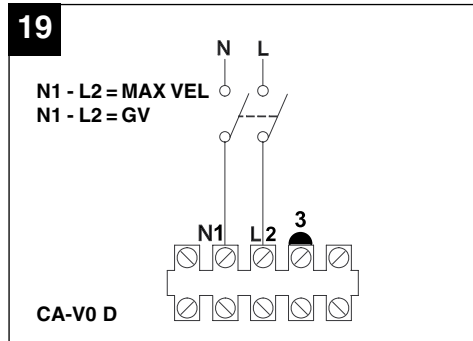 19
N L
N1 - L2 = MAX VEL
N1 - L2 = GV
N1 L2 3
CA-V0 D